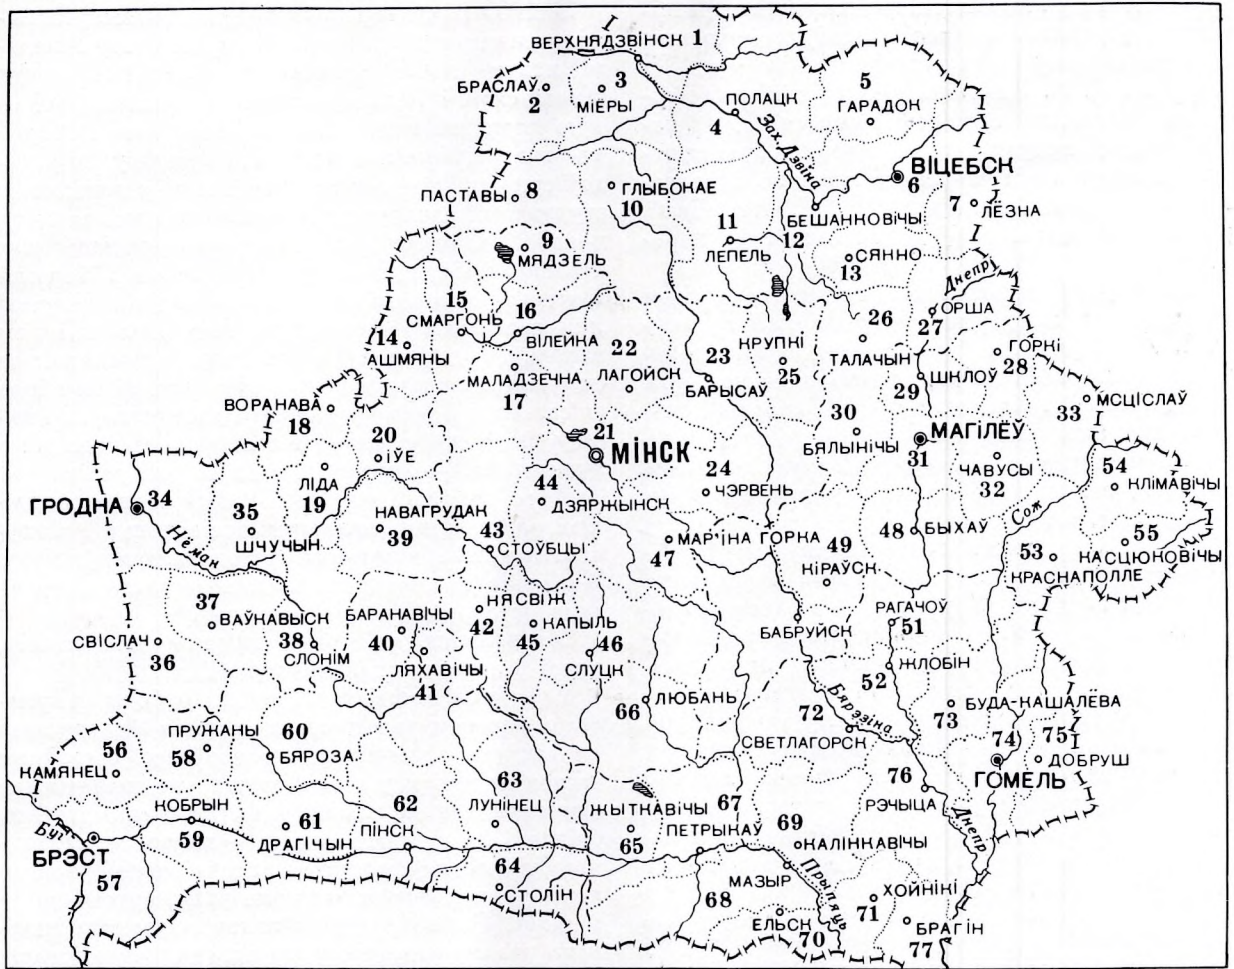 ВЕРХНЯДЗВІНСК 1
БРАСЛАЎ
2
3
МІЁРЫ
ПОЛАЦК
4
5
ГАРАДОК
Зах. Дзвіна
ВІЦЕБСК
6
7
ЛЁЗНА
ПАСТАВЫ
8
ГЛЫБОКАЕ
10
БЕШАНКОВІЧЫ
11
ЛЕПЕЛЬ
12
9
МЯДЗЕЛЬ
СЯННО
13
Днепр
15
СМАРГОНЬ
16
ВІЛЕЙКА
14
АШМЯНЫ
26
ТАЛАЧЫН
ОРША
27
22
ЛАГОЙСК
23
БАРЫСАЎ
КРУПКІ
25
ГОРКІ
28
МАЛАДЗЕЧНА
17
ШКЛОЎ
29
МСЦІСЛАЎ
33
ВОРАНАВА
18
20
ІЎЕ
21
МІНСК
30
БЯЛЫНІЧЫ
МАГІЛЁЎ
31
ЧАВУСЫ
32
54
КЛІМАВІЧЫ
ЛІДА
19
ГРОДНА
34
35
ШЧУЧЫН
Нёман
44
ДЗЯРЖЫНСК
24
ЧЭРВЕНЬ
НАВАГРУДАК
39
43
СТОЎБЦЫ
МАР'ІНА ГОРКА
47
48
БЫХАЎ
Сож
55
КАСЦЮКОВІЧЫ
53
КРАСНАПОЛЛЕ
49
КІРАЎСК
37
ВАЎКАВЫСК
СВІСЛАЧ
36
38
СЛОНІМ
БАРАНАВІЧЫ
40
НЯСВІЖ
42
КАПЫЛЬ
45
46
СЛУЦК
ЛЯХАВІЧЫ
41
БАБРУЙСК
РАГАЧОЎ
51
ЖЛОБІН
52
ЛЮБАНЬ
66
Бярэзіна
72
СВЕТЛАГОРСК
БУДА-КАШАЛЁВА
73
74
ГОМЕЛЬ
75
ДОБРУШ
56
КАМЯНЕЦ
ПРУЖАНЫ
58
60
БЯРОЗА
63
ЛУНІНЕЦ
76
РЭЧЫЦА
Днепр
КОБРЫН
59
61
ДРАГІЧЫН
62
ПІНСК
ЖЫТКАВІЧЫ
65
67
ПЕТРЫКАЎ
69
КАЛІНКАВІЧЫ
Буг
БРЭСТ
57
64
СТОЛІН
МАЗЫР
68
Прыпяць
ЕЛЬСК
70
ХОЙНІКІ
71
БРАГІН
77